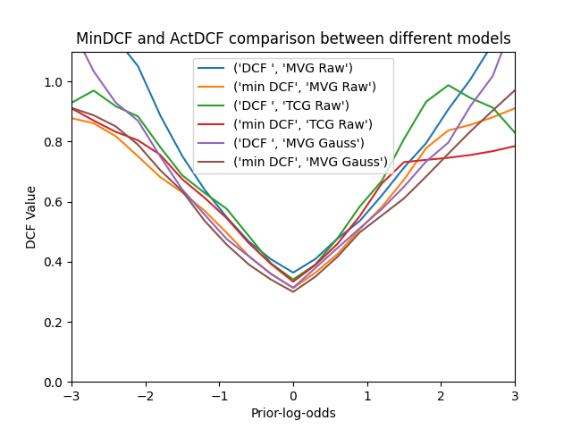 MinDCF and ActDCF comparison between different models
('DCF ', 'MVG Raw')
('min DCF', 'MVG Raw')
('DCF ', 'TCG Raw')
('min DCF', 'TCG Raw')
('DCF ', 'MVG Gauss')
('min DCF', 'MVG Gauss')
DCF Value
1.0
0.8
0.6
0.4
0.2
0.0
−3 −2 −1 0 1 2 3
Prior-log-odds